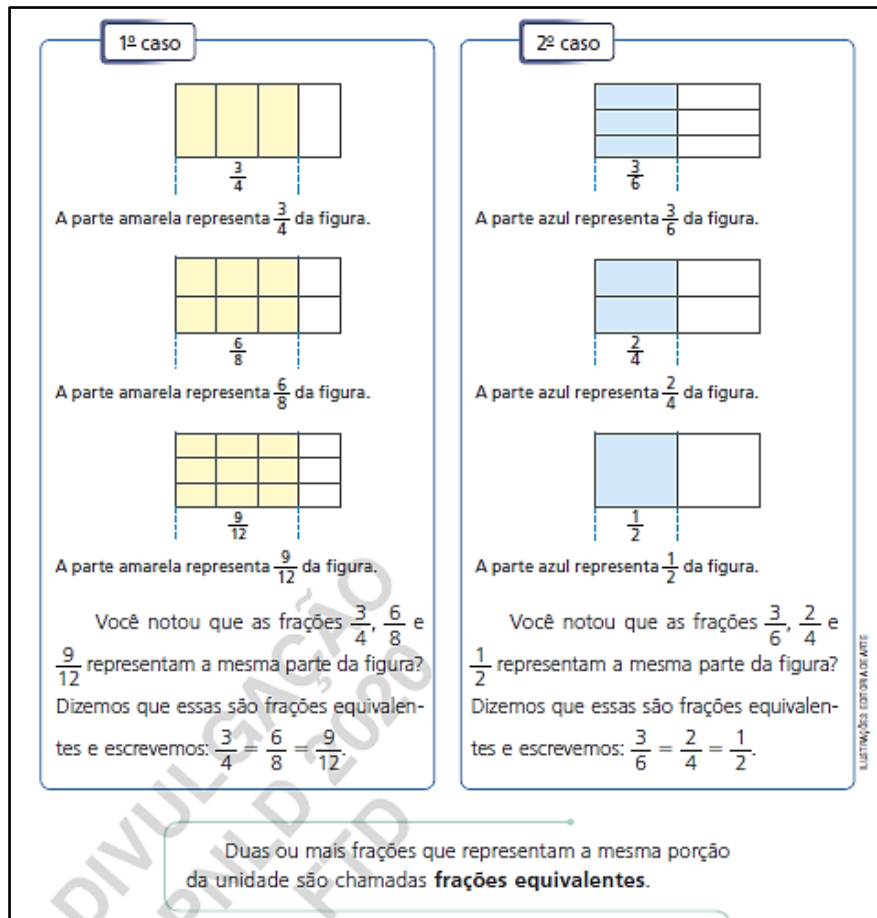 1º caso
3/4
A parte amarela representa 3/4 da figura.
6/8
A parte amarela representa 6/8 da figura.
9/12
A parte amarela representa 9/12 da figura.
Você notou que as frações 3/4, 6/8 e
9/12 representam a mesma parte da figura?
Dizemos que essas são frações equivalen-
tes e escrevemos: 3/4 = 6/8 = 9/12.
2º caso
3/6
A parte azul representa 3/6 da figura.
2/4
A parte azul representa 2/4 da figura.
1/2
A parte azul representa 1/2 da figura.
Você notou que as frações 3/6, 2/4 e
1/2 representam a mesma parte da figura?
Dizemos que essas são frações equivalen-
tes e escrevemos: 3/6 = 2/4 = 1/2.
ILUSTRAÇÕES: EDITORIA DE ARTE
Duas ou mais frações que representam a mesma porção
da unidade são chamadas frações equivalentes.
DIVULGAÇÃO
PNLD 2020
FTD